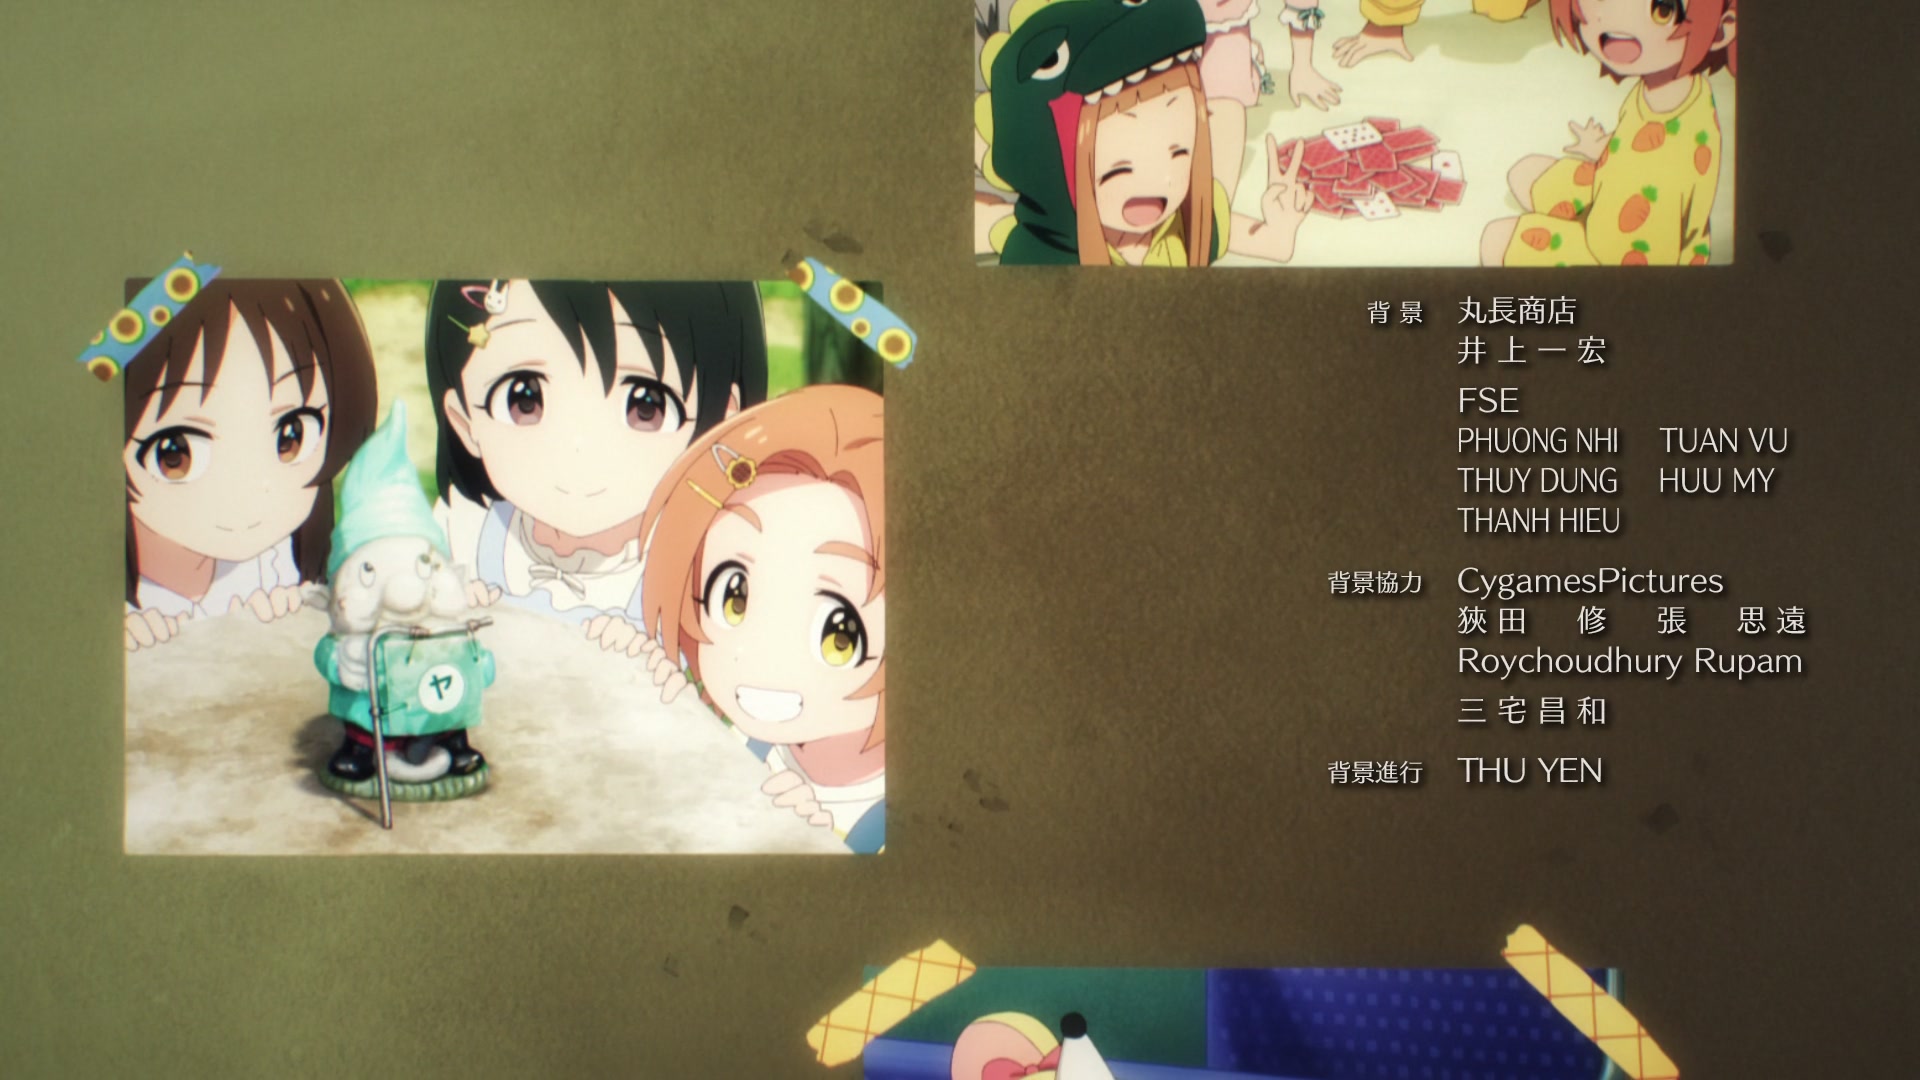 ヤ
背景 丸長商店
井上一宏
FSE
PHUONG NHI TUAN VU
THUY DUNG HUU MY
THANH HIEU
背景協力 CygamesPictures
狹田 修 張 思遠
Roychoudhury Rupam
三宅昌和
背景進行 THU YEN